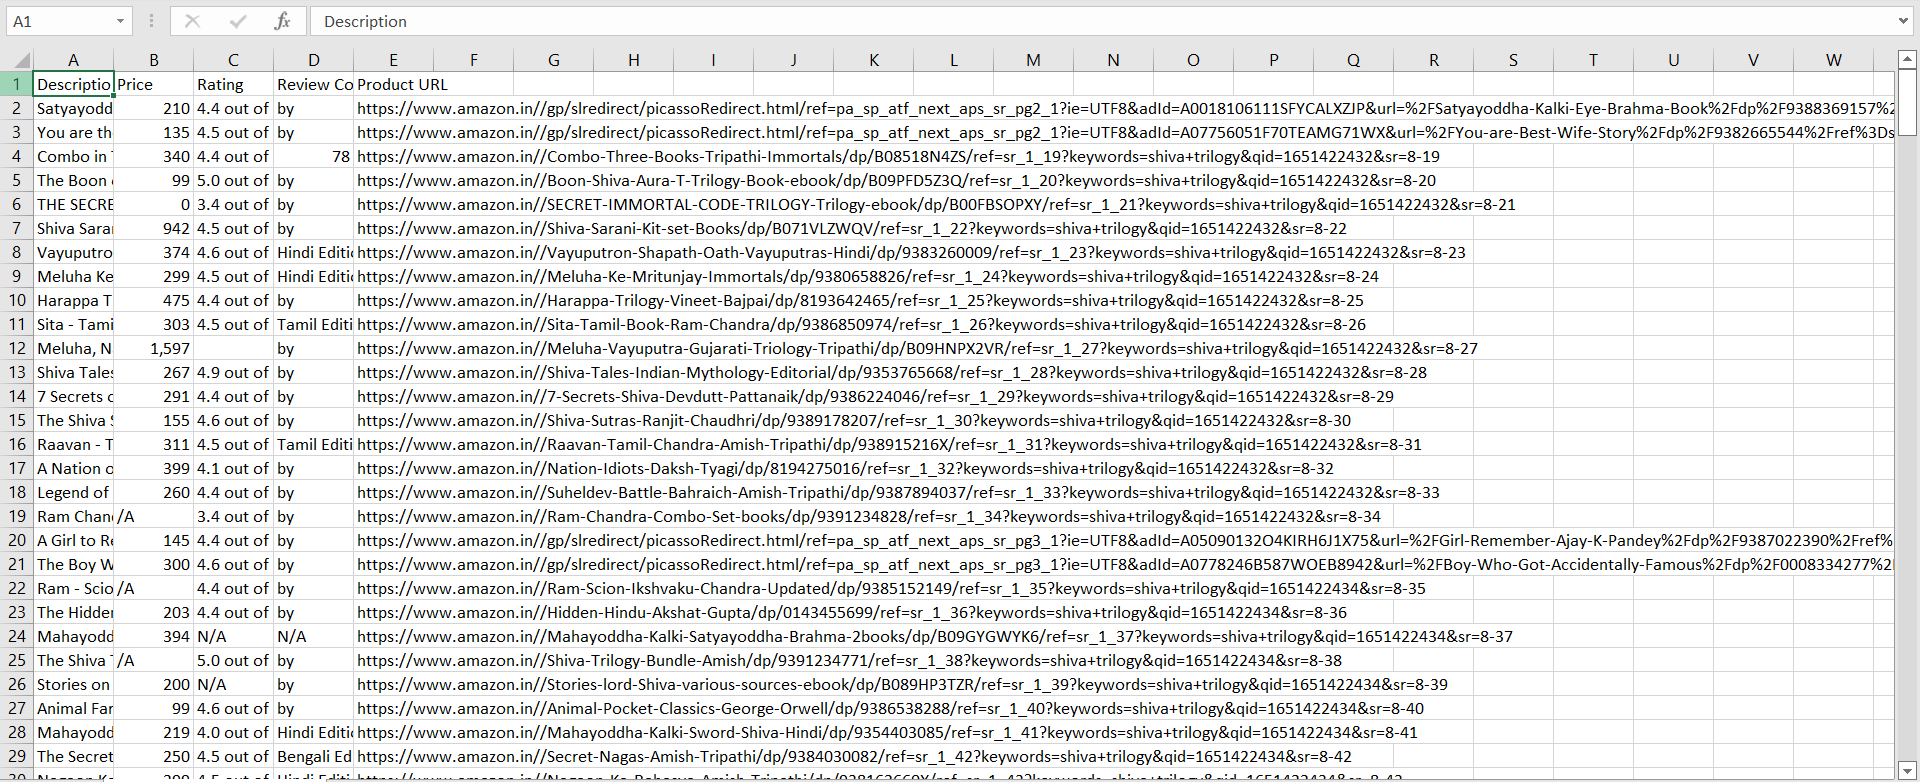 A1 fx Description
A B C D E F G H I J K L M N O P Q R S T U V W
1 Descriptio Price Rating Review Co Product URL
2 Satyayodd 210 4.4 out of by https://www.amazon.in//gp/slredirect/picassoRedirect.html/ref=pa_sp_atf_next_aps_sr_pg2_1?ie=UTF8&adId=A0018106111SFYCALXZJP&url=%2FSatyayoddha-Kalki-Eye-Brahma-Book%2Fdp%2F9388369157%2
3 You are th 135 4.5 out of by https://www.amazon.in//gp/slredirect/picassoRedirect.html/ref=pa_sp_atf_next_aps_sr_pg2_1?ie=UTF8&adId=A07756051F70TEAMG71WX&url=%2FYou-are-Best-Wife-Story%2Fdp%2F9382665544%2Fref%3Ds
4 Combo in T 340 4.4 out of 78 https://www.amazon.in//Combo-Three-Books-Tripathi-Immortals/dp/B08518N4ZS/ref=sr_1_19?keywords=shiva+trilogy&qid=1651422432&sr=8-19
5 The Boon 99 5.0 out of by https://www.amazon.in//Boon-Shiva-Aura-T-Trilogy-Book-ebook/dp/B09PFD5Z3Q/ref=sr_1_20?keywords=shiva+trilogy&qid=1651422432&sr=8-20
6 THE SECRE 0 3.4 out of by https://www.amazon.in//SECRET-IMMORTAL-CODE-TRILOGY-Trilogy-ebook/dp/B00FBSOPXY/ref=sr_1_21?keywords=shiva+trilogy&qid=1651422432&sr=8-21
7 Shiva Sara 942 4.5 out of by https://www.amazon.in//Shiva-Sarani-Kit-set-Books/dp/B071VLZWQV/ref=sr_1_22?keywords=shiva+trilogy&qid=1651422432&sr=8-22
8 Vayuputro 374 4.6 out of Hindi Editi https://www.amazon.in//Vayuputron-Shapath-Oath-Vayuputras-Hindi/dp/9383260009/ref=sr_1_23?keywords=shiva+trilogy&qid=1651422432&sr=8-23
9 Meluha Ke 299 4.5 out of Hindi Editi https://www.amazon.in//Meluha-Ke-Mritunjay-Immortals/dp/9380658826/ref=sr_1_24?keywords=shiva+trilogy&qid=1651422432&sr=8-24
10 Harappa T 475 4.4 out of by https://www.amazon.in//Harappa-Trilogy-Vineet-Bajpai/dp/8193642465/ref=sr_1_25?keywords=shiva+trilogy&qid=1651422432&sr=8-25
11 Sita - Tami 303 4.5 out of Tamil Editi https://www.amazon.in//Sita-Tamil-Book-Ram-Chandra/dp/9386850974/ref=sr_1_26?keywords=shiva+trilogy&qid=1651422432&sr=8-26
12 Meluha, N 1,597 by https://www.amazon.in//Meluha-Vayuputra-Gujarati-Triology-Tripathi/dp/B09HNPX2VR/ref=sr_1_27?keywords=shiva+trilogy&qid=1651422432&sr=8-27
13 Shiva Tales 267 4.9 out of by https://www.amazon.in//Shiva-Tales-Indian-Mythology-Editorial/dp/9353765668/ref=sr_1_28?keywords=shiva+trilogy&qid=1651422432&sr=8-28
14 7 Secrets o 291 4.4 out of by https://www.amazon.in//7-Secrets-Shiva-Devdutt-Pattanaik/dp/9386224046/ref=sr_1_29?keywords=shiva+trilogy&qid=1651422432&sr=8-29
15 The Shiva S 155 4.6 out of by https://www.amazon.in//Shiva-Sutras-Ranjit-Chaudhri/dp/9389178207/ref=sr_1_30?keywords=shiva+trilogy&qid=1651422432&sr=8-30
16 Raavan - T 311 4.5 out of Tamil Editi https://www.amazon.in//Raavan-Tamil-Chandra-Amish-Tripathi/dp/938915216X/ref=sr_1_31?keywords=shiva+trilogy&qid=1651422432&sr=8-31
17 A Nation o 399 4.1 out of by https://www.amazon.in//Nation-Idiots-Daksh-Tyagi/dp/8194275016/ref=sr_1_32?keywords=shiva+trilogy&qid=1651422432&sr=8-32
18 Legend of 260 4.4 out of by https://www.amazon.in//Suheldev-Battle-Bahraich-Amish-Tripathi/dp/9387894037/ref=sr_1_33?keywords=shiva+trilogy&qid=1651422432&sr=8-33
19 Ram Chan /A 3.4 out of by https://www.amazon.in//Ram-Chandra-Combo-Set-books/dp/9391234828/ref=sr_1_34?keywords=shiva+trilogy&qid=1651422432&sr=8-34
20 A Girl to Re 145 4.4 out of by https://www.amazon.in//gp/slredirect/picassoRedirect.html/ref=pa_sp_atf_next_aps_sr_pg3_1?ie=UTF8&adId=A05090132O4KIRH6J1X75&url=%2FGirl-Remember-Ajay-K-Pandey%2Fdp%2F9387022390%2Fref%
21 The Boy W 300 4.6 out of by https://www.amazon.in//gp/slredirect/picassoRedirect.html/ref=pa_sp_atf_next_aps_sr_pg3_1?ie=UTF8&adId=A0778246B587WOEB8942&url=%2FBoy-Who-Got-Accidentally-Famous%2Fdp%2F0008334277%2
22 Ram - Scio /A 4.4 out of by https://www.amazon.in//Ram-Scion-Ikshvaku-Chandra-Updated/dp/9385152149/ref=sr_1_35?keywords=shiva+trilogy&qid=1651422434&sr=8-35
23 The Hidden 203 4.4 out of by https://www.amazon.in//Hidden-Hindu-Akshat-Gupta/dp/0143455699/ref=sr_1_36?keywords=shiva+trilogy&qid=1651422434&sr=8-36
24 Mahayodd 394 N/A N/A https://www.amazon.in//Mahayoddha-Kalki-Satyayoddha-Brahma-2books/dp/B09GYGWYK6/ref=sr_1_37?keywords=shiva+trilogy&qid=1651422434&sr=8-37
25 The Shiva T /A 5.0 out of by https://www.amazon.in//Shiva-Trilogy-Bundle-Amish/dp/9391234771/ref=sr_1_38?keywords=shiva+trilogy&qid=1651422434&sr=8-38
26 Stories on 200 N/A by https://www.amazon.in//Stories-lord-Shiva-various-sources-ebook/dp/B089HP3TZR/ref=sr_1_39?keywords=shiva+trilogy&qid=1651422434&sr=8-39
27 Animal Far 99 4.6 out of by https://www.amazon.in//Animal-Pocket-Classics-George-Orwell/dp/9386538288/ref=sr_1_40?keywords=shiva+trilogy&qid=1651422434&sr=8-40
28 Mahayodd 219 4.0 out of Hindi Editi https://www.amazon.in//Mahayoddha-Kalki-Sword-Shiva-Hindi/dp/9354403085/ref=sr_1_41?keywords=shiva+trilogy&qid=1651422434&sr=8-41
29 The Secret 250 4.5 out of Bengali Ed https://www.amazon.in//Secret-Nagas-Amish-Tripathi/dp/9384030082/ref=sr_1_42?keywords=shiva+trilogy&qid=1651422434&sr=8-42